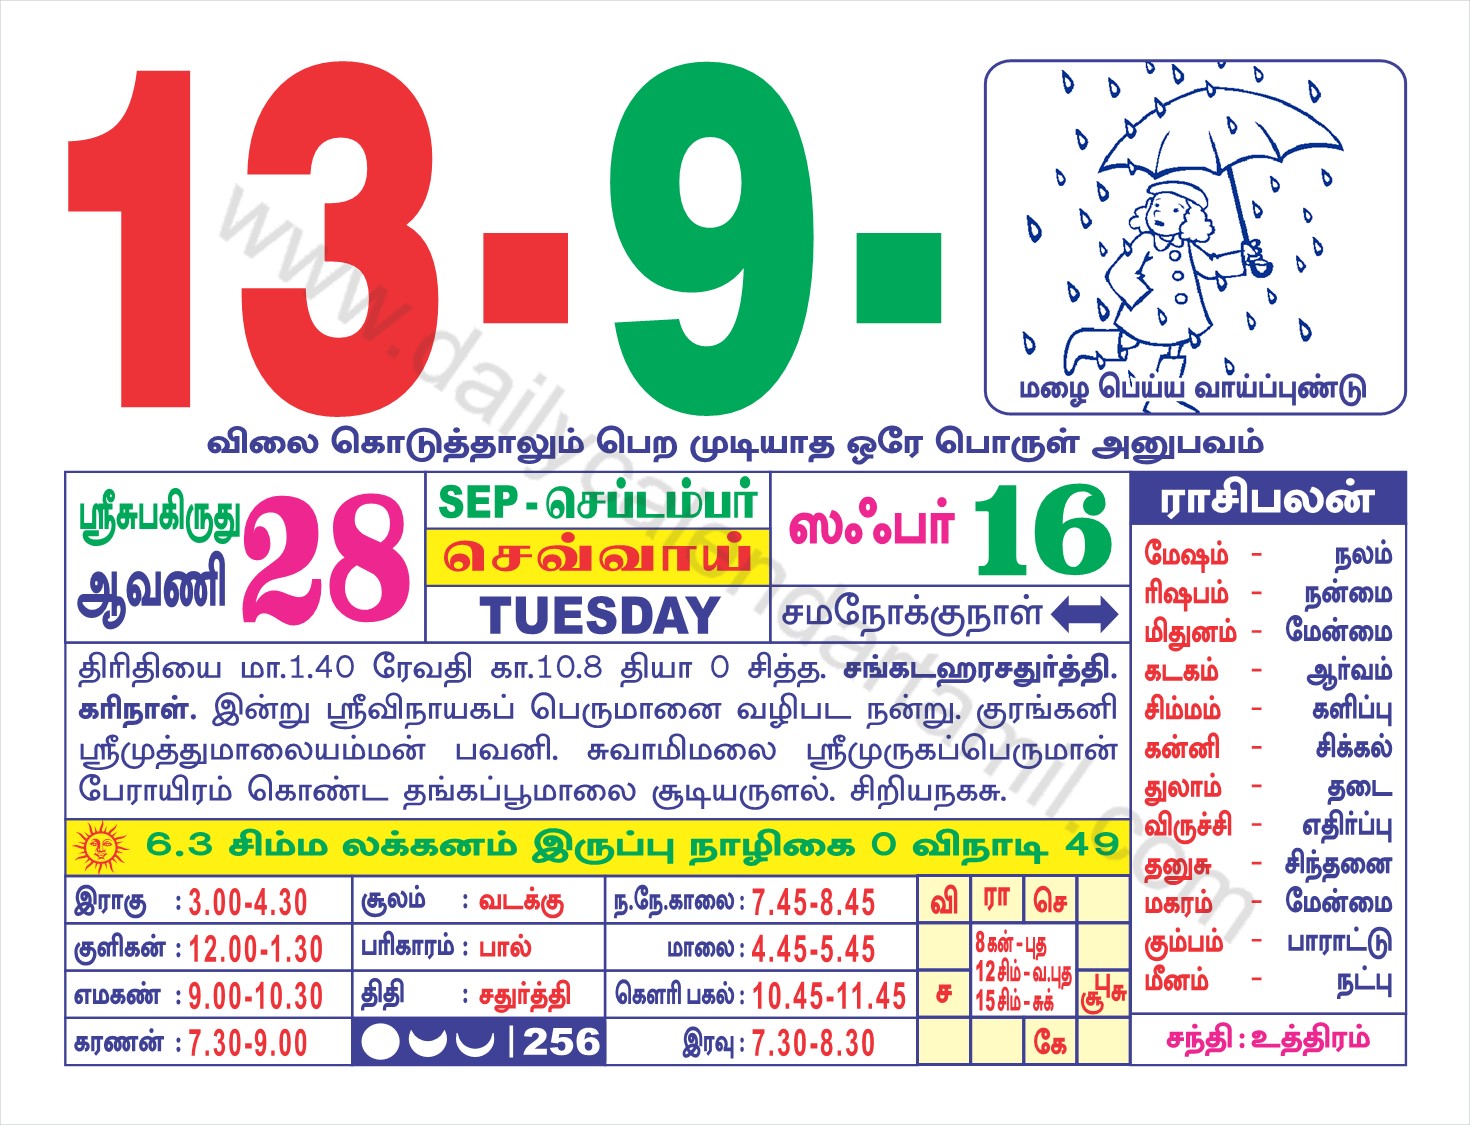 13-9-
மழை பெய்ய வாய்ப்புண்டு
விலை கொடுத்தாலும் பெற முடியாத ஒரே பொருள் அனுபவம்
ஸ்ரீசுபகிருது
ஆவணி 28
SEP - செப்டம்பர்
செவ்வாய்
TUESDAY
ஸஃபர் 16
சமநோக்குநாள்
திரிதியை மா.1.40 ரேவதி கா.10.8 தியா 0 சித்த. சங்கடஹரசதுர்த்தி.
கரிநாள். இன்று ஸ்ரீவிநாயகப் பெருமானை வழிபட நன்று. குரங்கனி
ஸ்ரீமுத்துமாலையம்மன் பவனி. சுவாமிமலை ஸ்ரீமுருகப்பெருமான்
பேராயிரம் கொண்ட தங்கப்பூமாலை சூடியருளல். சிறியநகசு.
6.3 சிம்ம லக்கனம் இருப்பு நாழிகை 0 விநாடி 49
இராகு : 3.00-4.30
குளிகன் : 12.00-1.30
எமகண் : 9.00-10.30
கரணன் : 7.30-9.00
சூலம் : வடக்கு
பரிகாரம் : பால்
திதி : சதுர்த்தி
256
ந.நே.காலை : 7.45-8.45
மாலை : 4.45-5.45
கௌரி பகல் : 10.45-11.45
இரவு : 7.30-8.30
வி ரா செ
8கன் - புத
12சிம் - வ.புத
15சிம் - சுக்
ச
சூபுசு
கே
ராசிபலன்
மேஷம் - நலம்
ரிஷபம் - நன்மை
மிதுனம் - மேன்மை
கடகம் - ஆர்வம்
சிம்மம் - களிப்பு
கன்னி - சிக்கல்
துலாம் - தடை
விருச்சி - எதிர்ப்பு
தனுசு - சிந்தனை
மகரம் - மேன்மை
கும்பம் - பாராட்டு
மீனம் - நட்பு
சந்தி : உத்திரம்
www.dailycalendartamil.com